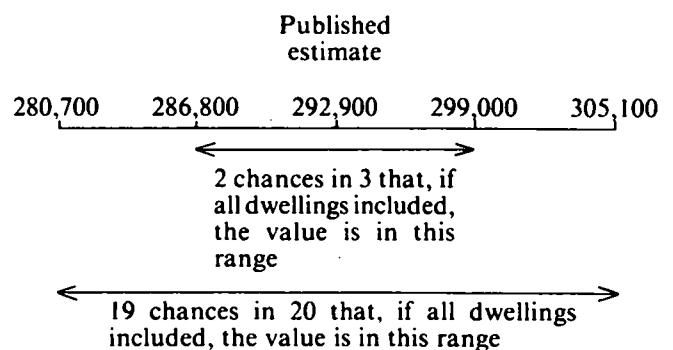 Published
estimate
280,700 286,800 292,900 299,000 305,100
2 chances in 3 that, if
all dwellings included,
the value is in this
range
19 chances in 20 that, if all dwellings
included, the value is in this range